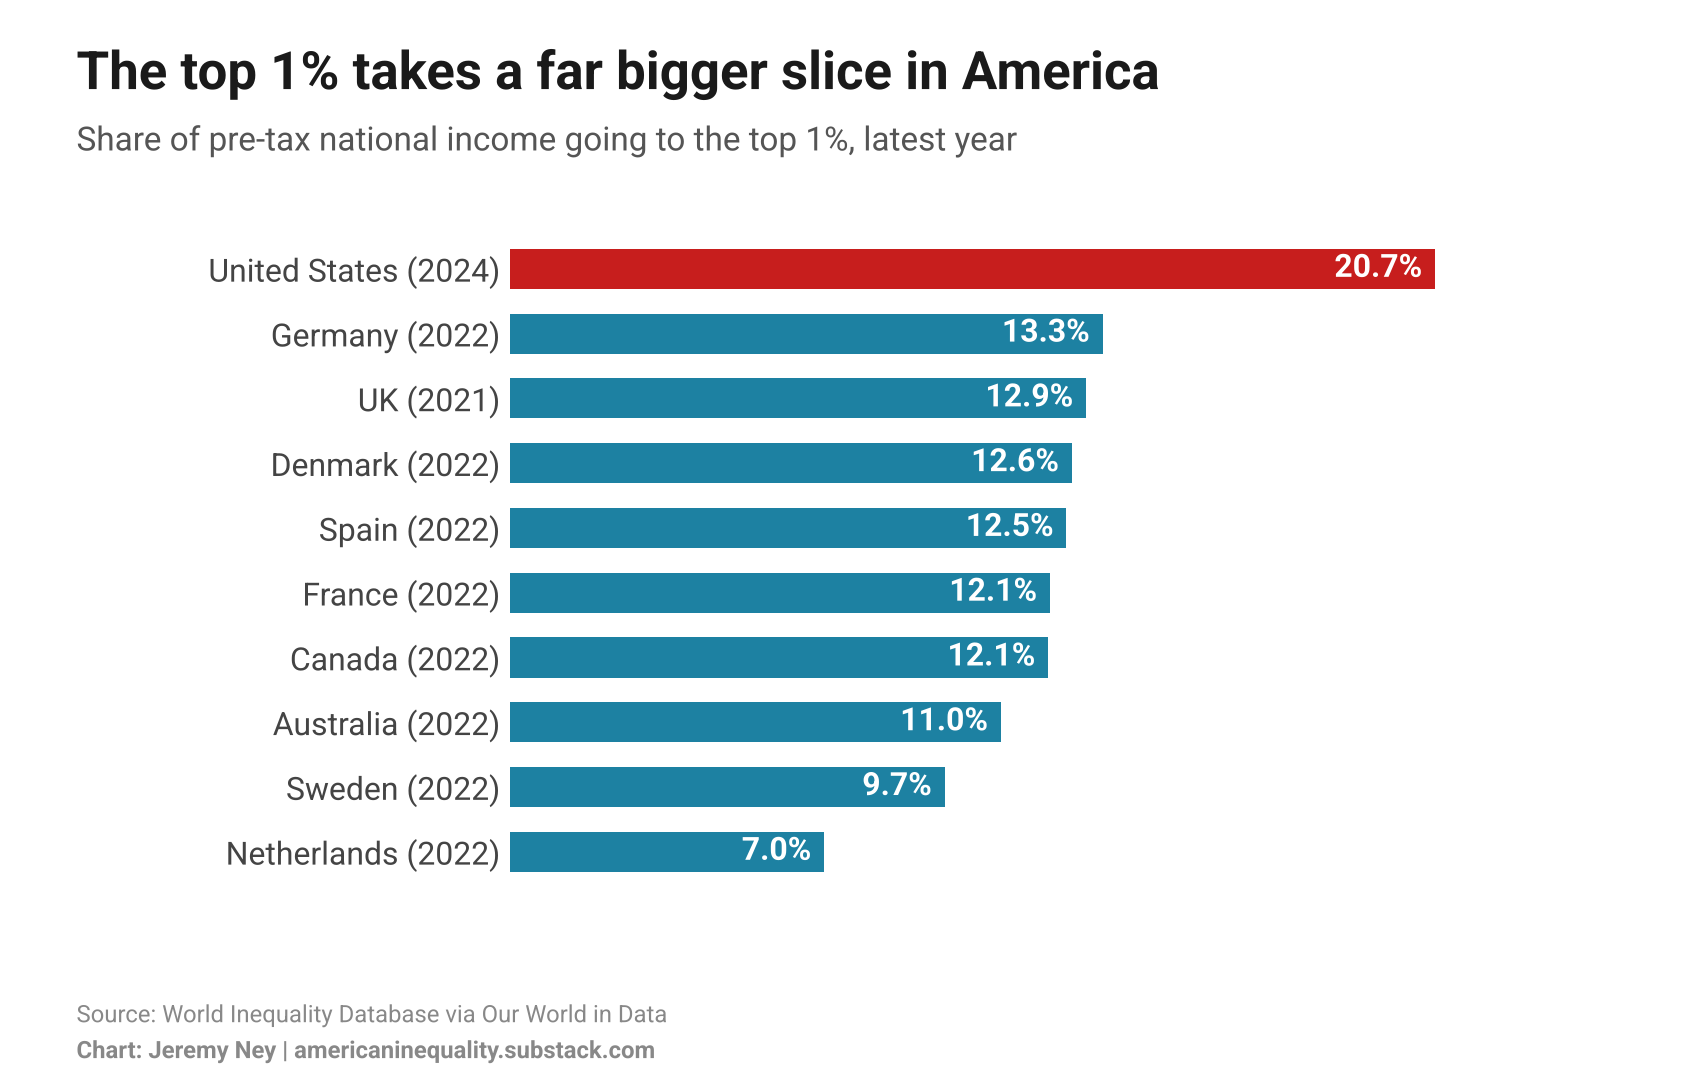 The top 1% takes a far bigger slice in America
Share of pre-tax national income going to the top 1%, latest year
United States (2024) 20.7%
Germany (2022) 13.3%
UK (2021) 12.9%
Denmark (2022) 12.6%
Spain (2022) 12.5%
France (2022) 12.1%
Canada (2022) 12.1%
Australia (2022) 11.0%
Sweden (2022) 9.7%
Netherlands (2022) 7.0%
Source: World Inequality Database via Our World in Data
Chart: Jeremy Ney | americaninequality.substack.com